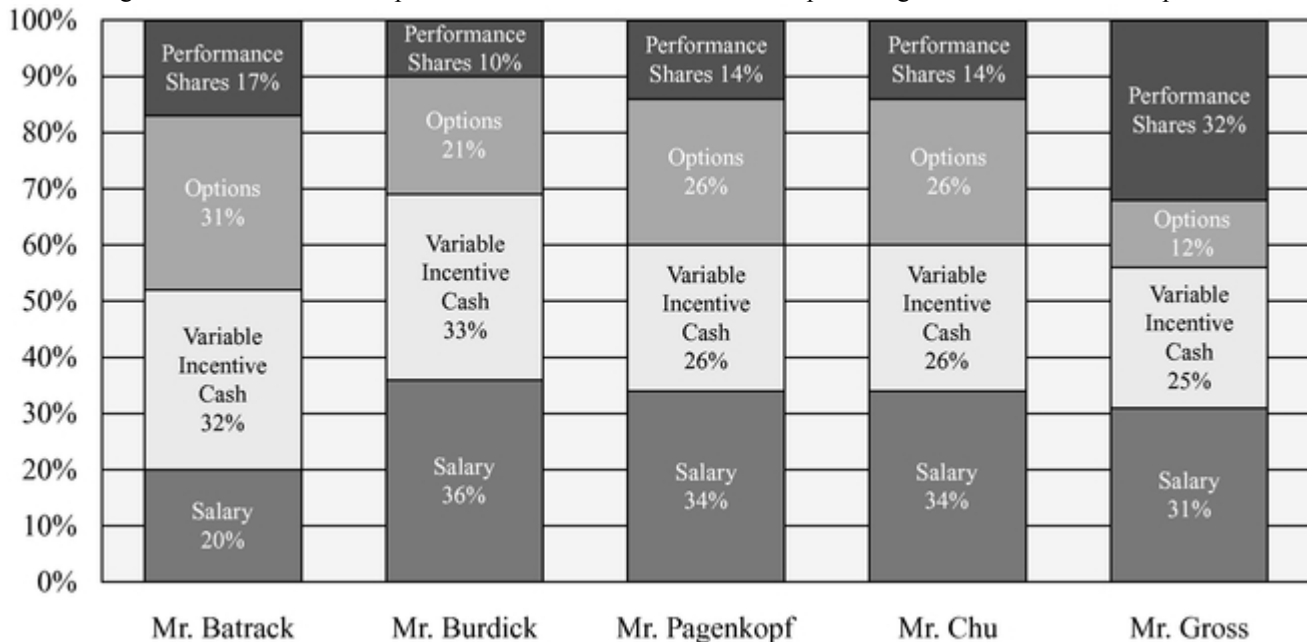 100%
90%
80%
70%
60%
50%
40%
30%
20%
10%
0%
Performance
Shares 17%
Options
31%
Variable
Incentive
Cash
32%
Salary
20%
Performance
Shares 10%
Options
21%
Variable
Incentive
Cash
33%
Salary
36%
Performance
Shares 14%
Options
26%
Variable
Incentive
Cash
26%
Salary
34%
Performance
Shares 14%
Options
26%
Variable
Incentive
Cash
26%
Salary
34%
Performance
Shares 32%
Options
12%
Variable
Incentive
Cash
25%
Salary
31%
Mr. Batrack
Mr. Burdick
Mr. Pagenkopf
Mr. Chu
Mr. Gross